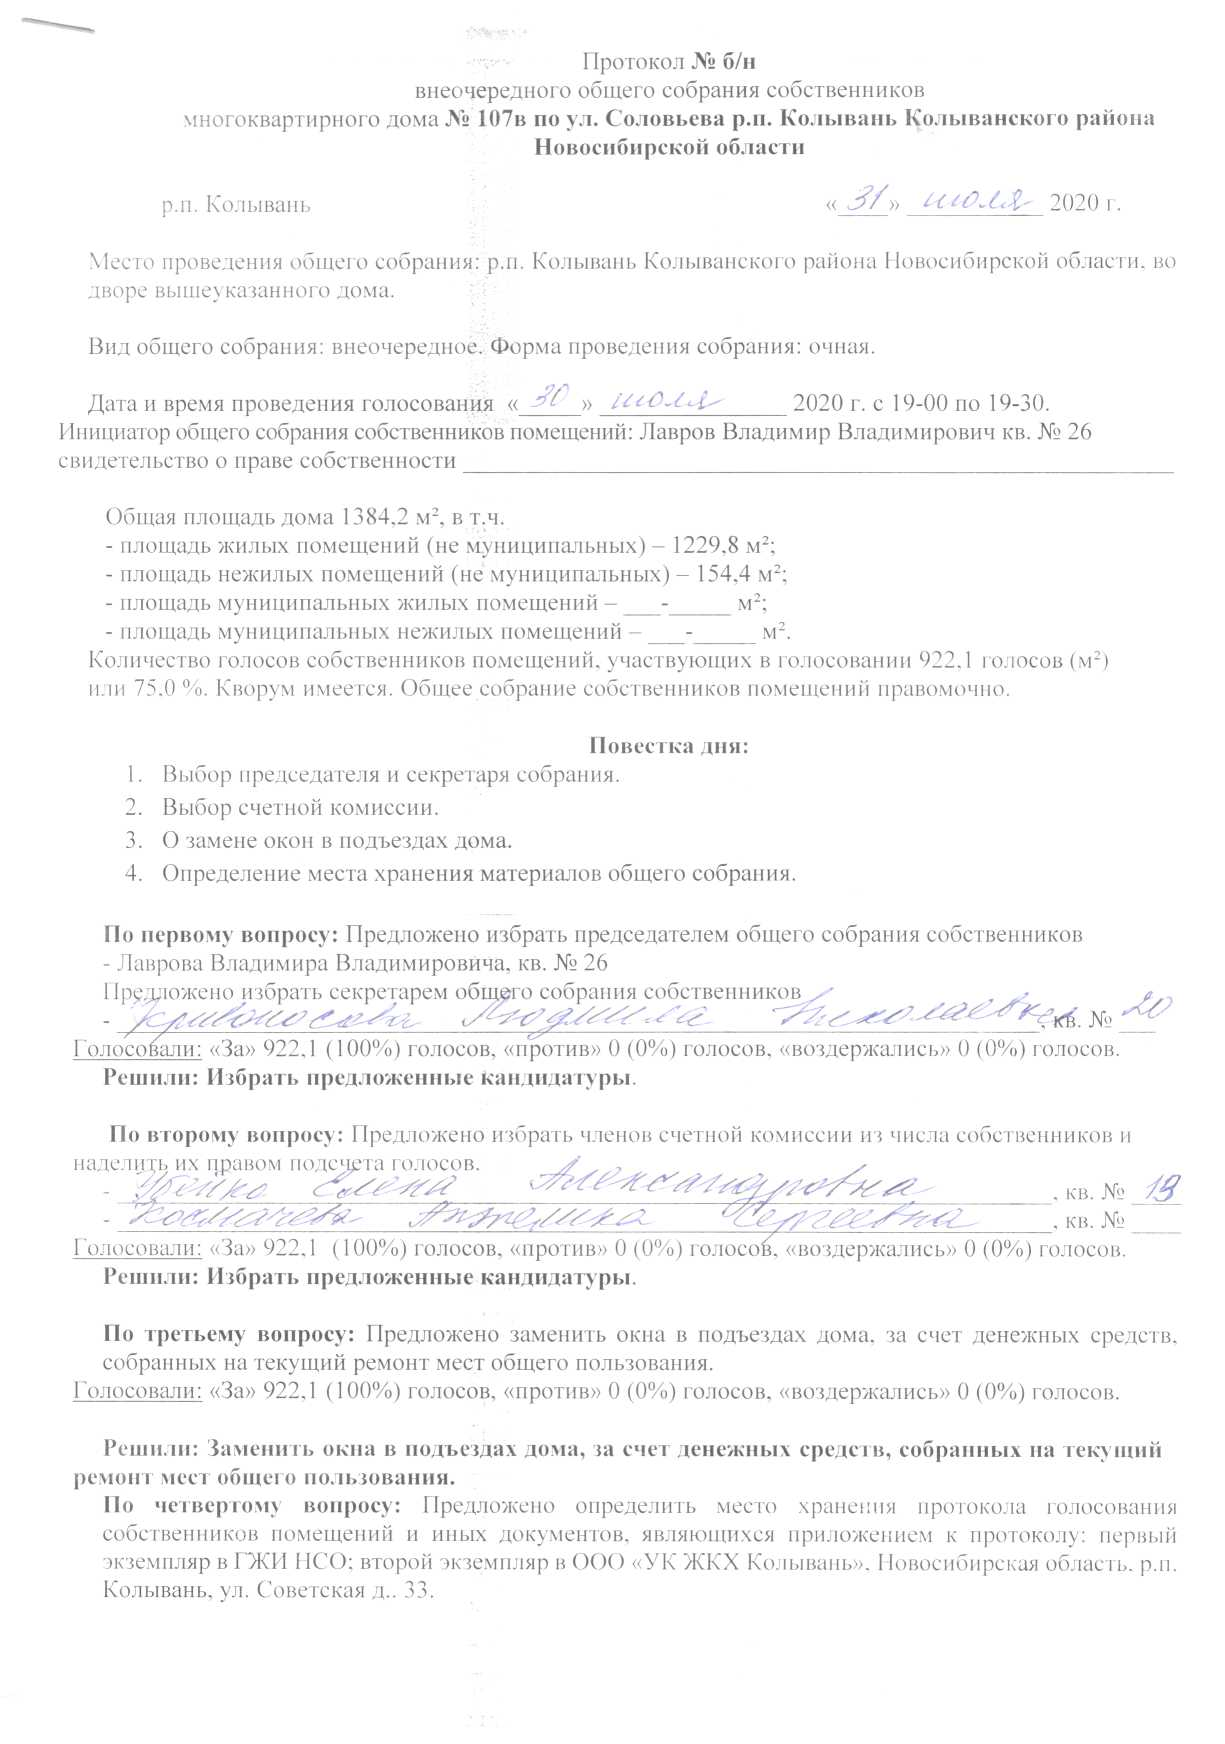 Протокол № б/н
внеочередного общего собрания собственников
многоквартирного дома № 107в по ул. Соловьева р.п. Колывань Колыванского района
Новосибирской области
р.п. Колывань «31» июля 2020 г.
Место проведения общего собрания: р.п. Колывань Колыванского района Новосибирской области, во
дворе вышеуказанного дома.
Вид общего собрания: внеочередное. Форма проведения собрания: очная.
Дата и время проведения голосования «30» июля 2020 г. с 19-00 по 19-30.
Инициатор общего собрания собственников помещений: Лавров Владимир Владимирович кв. № 26
свидетельство о праве собственности ____
Общая площадь дома 1384,2 м², в т.ч.
- площадь жилых помещений (не муниципальных) – 1229,8 м²;
- площадь нежилых помещений (не муниципальных) – 154,4 м²;
- площадь муниципальных жилых помещений – ___-_____ м²;
- площадь муниципальных нежилых помещений – ___-_____ м².
Количество голосов собственников помещений, участвующих в голосовании 922,1 голосов (м²)
или 75,0 %. Кворум имеется. Общее собрание собственников помещений правомочно.
Повестка дня:
1. Выбор председателя и секретаря собрания.
2. Выбор счетной комиссии.
3. О замене окон в подъездах дома.
4. Определение места хранения материалов общего собрания.
По первому вопросу: Предложено избрать председателем общего собрания собственников
- Лаврова Владимира Владимировича, кв. № 26
Предложено избрать секретарем общего собрания собственников
- Кривоносова Людмила Николаевна, кв. № 20
Голосовали: «За» 922,1 (100%) голосов, «против» 0 (0%) голосов, «воздержались» 0 (0%) голосов.
Решили: Избрать предложенные кандидатуры.
По второму вопросу: Предложено избрать членов счетной комиссии из числа собственников и
наделить их правом подсчета голосов.
- Елена Александровна, кв. № 13
- Космачева Анжелика Сергеевна, кв. № ____
Голосовали: «За» 922,1 (100%) голосов, «против» 0 (0%) голосов, «воздержались» 0 (0%) голосов.
Решили: Избрать предложенные кандидатуры.
По третьему вопросу: Предложено заменить окна в подъездах дома, за счет денежных средств,
собранных на текущий ремонт мест общего пользования.
Голосовали: «За» 922,1 (100%) голосов, «против» 0 (0%) голосов, «воздержались» 0 (0%) голосов.
Решили: Заменить окна в подъездах дома, за счет денежных средств, собранных на текущий
ремонт мест общего пользования.
По четвертому вопросу: Предложено определить место хранения протокола голосования
собственников помещений и иных документов, являющихся приложением к протоколу: первый
экземпляр в ГЖИ НСО; второй экземпляр в ООО «УК ЖКХ Колывань», Новосибирская область, р.п.
Колывань, ул. Советская д.. 33.